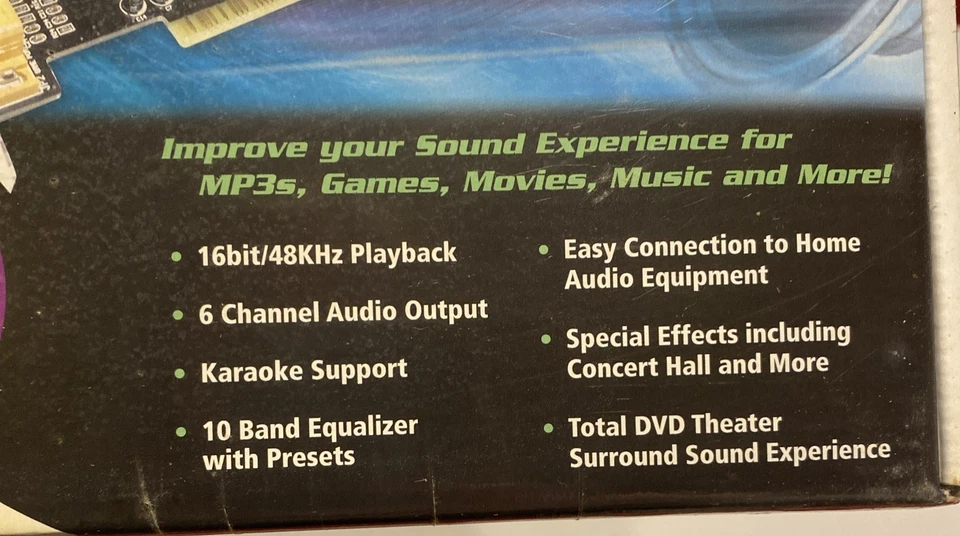 Improve your Sound Experience for
MP3s, Games, Movies, Music and More!
• 16bit/48KHz Playback
• 6 Channel Audio Output
• Karaoke Support
• 10 Band Equalizer
with Presets
• Easy Connection to Home
Audio Equipment
• Special Effects including
Concert Hall and More
• Total DVD Theater
Surround Sound Experience